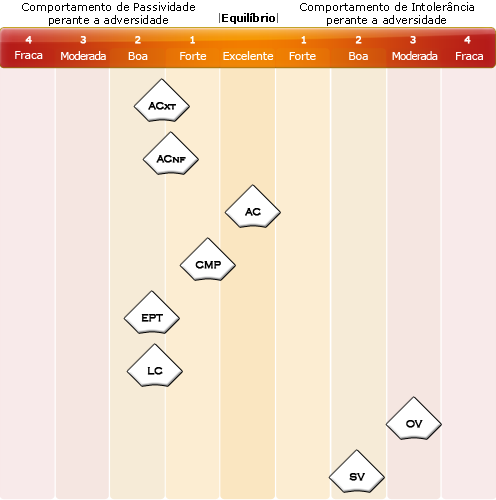 Comportamento de Passividade
perante a adversidade
|Equilíbrio|
Comportamento de Intolerância
perante a adversidade
4 3 2 1 1 2 3 4
Fraca Moderada Boa Forte Excelente Forte Boa Moderada Fraca
ACXT
ACNF
AC
CMP
EPT
LC
OV
SV